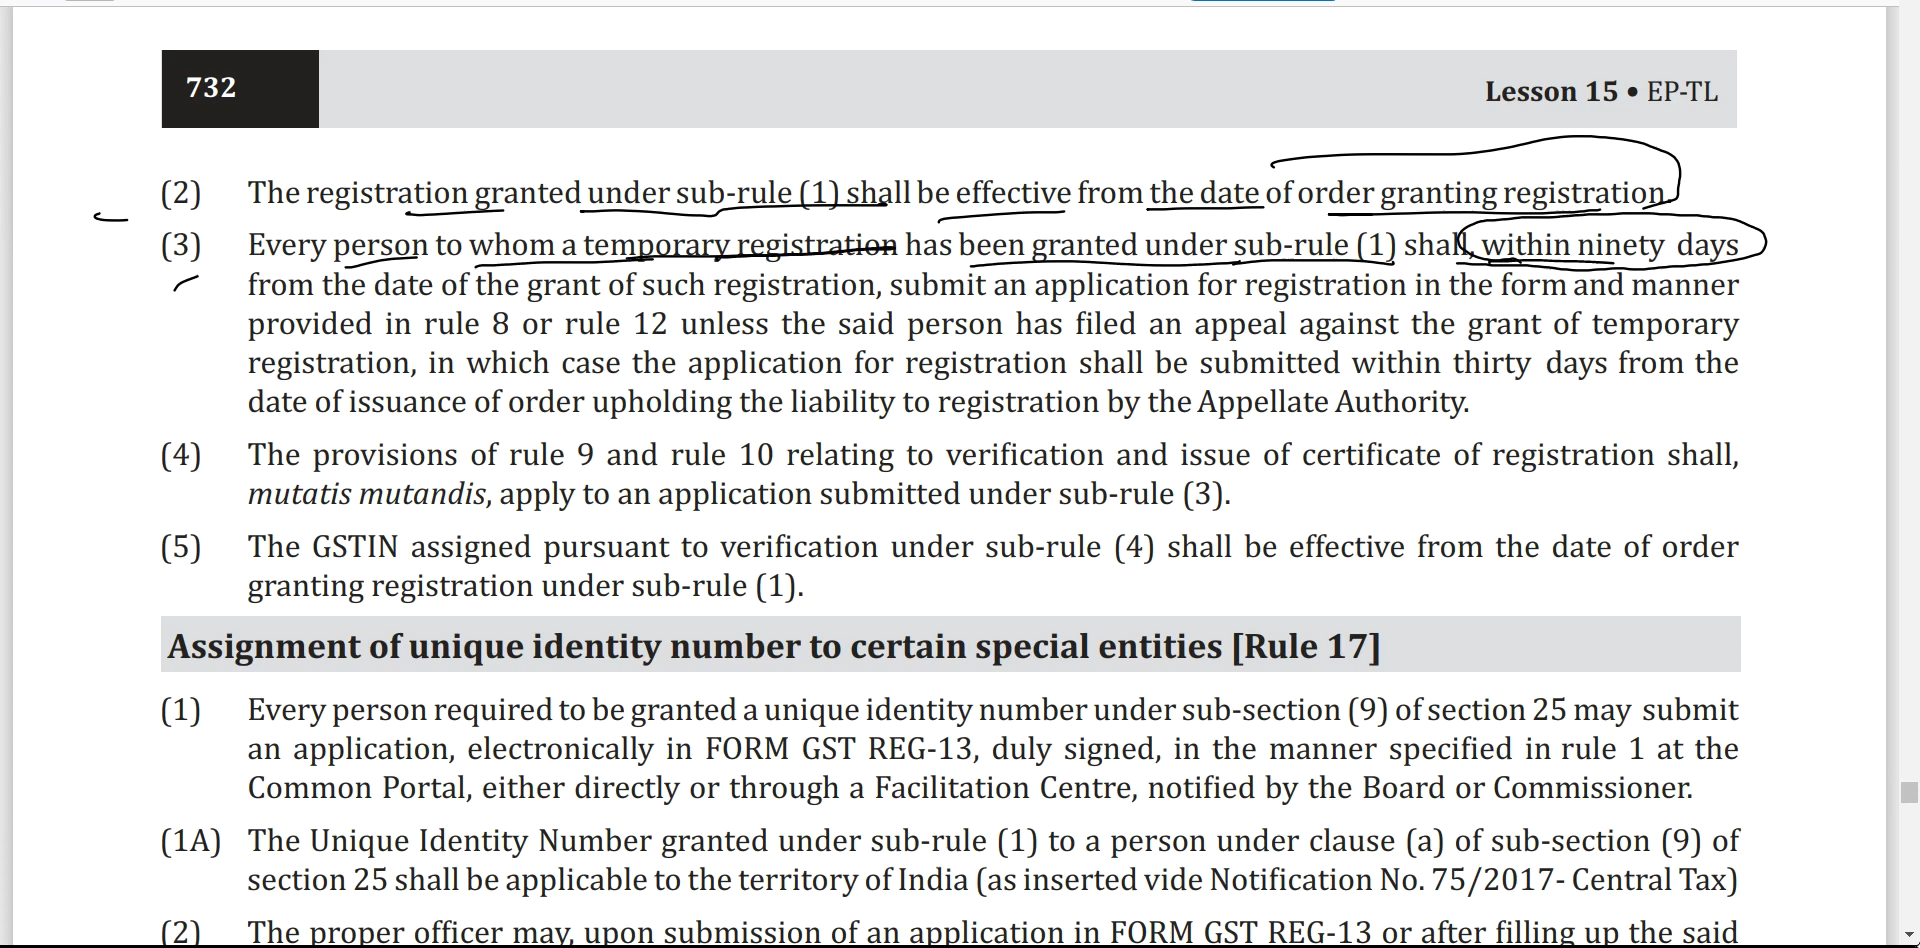 732
Lesson 15 • EP-TL
(2) The registration granted under sub-rule (1) shall be effective from the date of order granting registration.
(3) Every person to whom a temporary registration has been granted under sub-rule (1) shall, within ninety days
from the date of the grant of such registration, submit an application for registration in the form and manner
provided in rule 8 or rule 12 unless the said person has filed an appeal against the grant of temporary
registration, in which case the application for registration shall be submitted within thirty days from the
date of issuance of order upholding the liability to registration by the Appellate Authority.
(4) The provisions of rule 9 and rule 10 relating to verification and issue of certificate of registration shall,
mutatis mutandis, apply to an application submitted under sub-rule (3).
(5) The GSTIN assigned pursuant to verification under sub-rule (4) shall be effective from the date of order
granting registration under sub-rule (1).
Assignment of unique identity number to certain special entities [Rule 17]
(1) Every person required to be granted a unique identity number under sub-section (9) of section 25 may submit
an application, electronically in FORM GST REG-13, duly signed, in the manner specified in rule 1 at the
Common Portal, either directly or through a Facilitation Centre, notified by the Board or Commissioner.
(1A) The Unique Identity Number granted under sub-rule (1) to a person under clause (a) of sub-section (9) of
section 25 shall be applicable to the territory of India (as inserted vide Notification No. 75/2017- Central Tax)
(2) The proper officer may, upon submission of an application in FORM GST REG-13 or after filling up the said